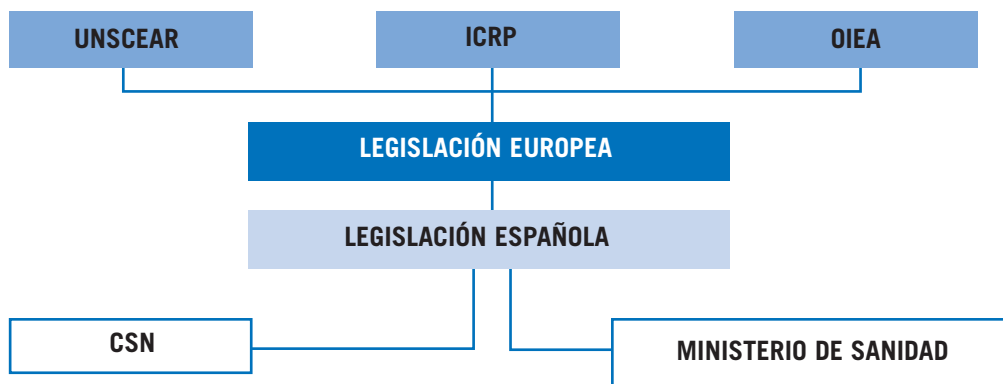 UNSCEAR
ICRP
OIEA
LEGISLACIÓN EUROPEA
LEGISLACIÓN ESPAÑOLA
CSN
MINISTERIO DE SANIDAD